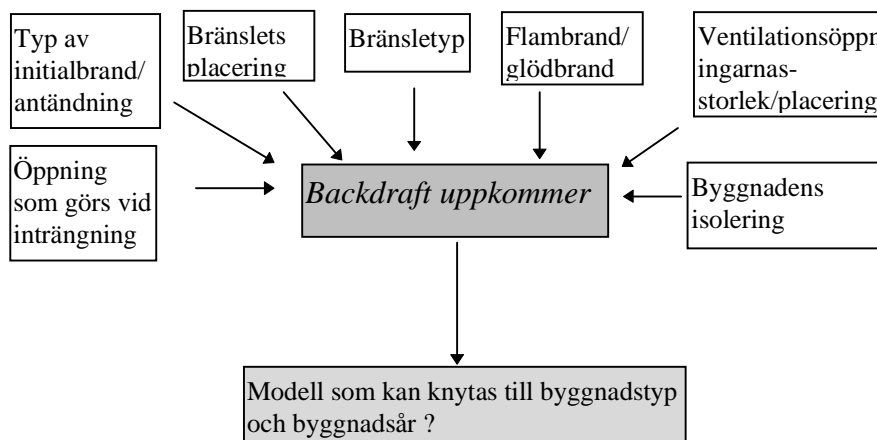 Typ av
initialbrand/
antändning
Bränslets
placering
Bränsletyp
Flambrand/
glödbrand
Ventilationsöppn
ingarnas-
storlek/placering
Öppning
som görs vid
inträngning
Backdraft uppkommer
Byggnadens
isolering
Modell som kan knytas till byggnadstyp
och byggnadsår ?